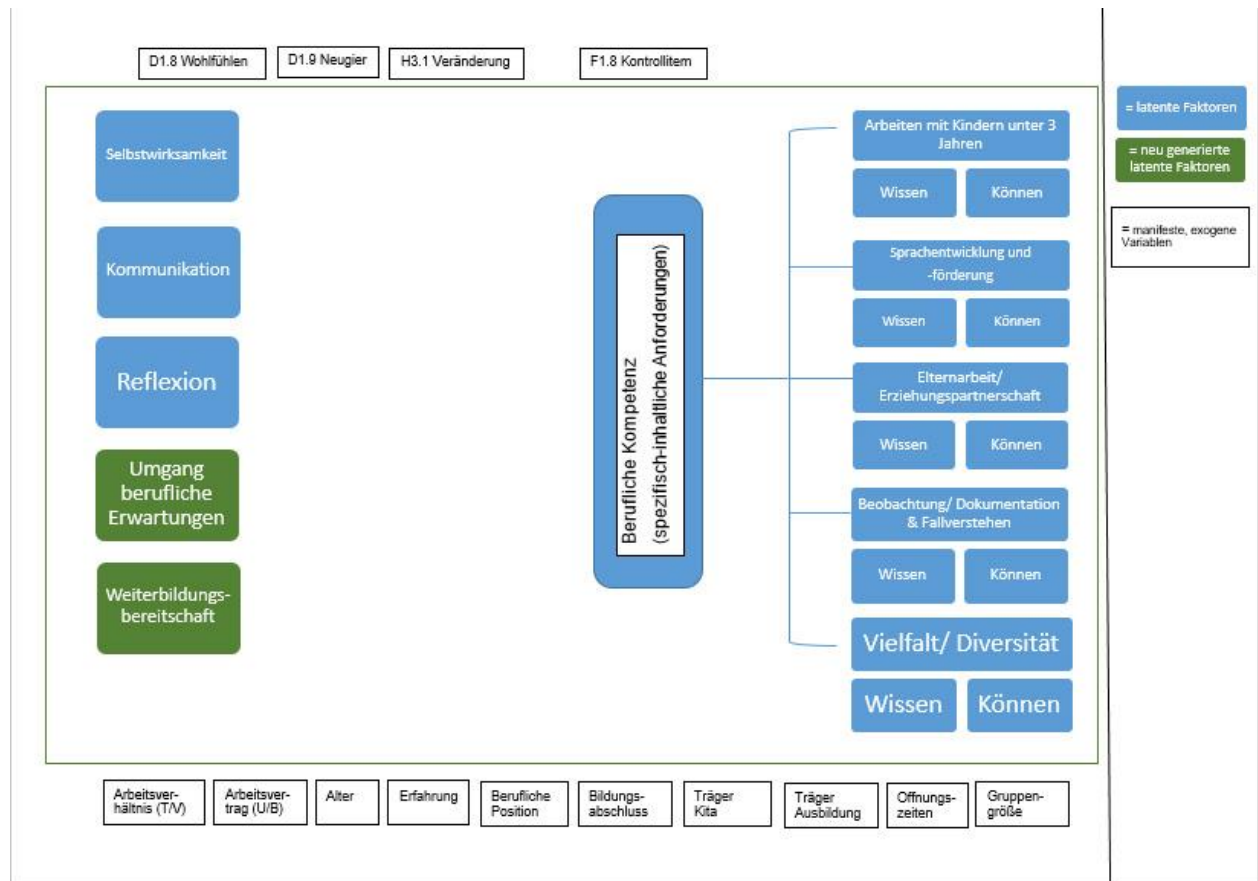 D1.8 Wohlfühlen
D1.9 Neugier
H3.1 Veränderung
F1.8 Kontrollitem
Selbstwirksamkeit
Kommunikation
Reflexion
Umgang
berufliche
Erwartungen
Weiterbildungs-
bereitschaft
Berufliche Kompetenz
(spezifisch-inhaltliche Anforderungen)
Arbeiten mit Kindern unter 3
Jahren
Wissen
Können
Sprachentwicklung und
-förderung
Wissen
Können
Elternarbeit/
Erziehungspartnerschaft
Wissen
Können
Beobachtung/ Dokumentation
& Fallverstehen
Wissen
Können
Vielfalt/ Diversität
Wissen
Können
= latente Faktoren
= neu generierte
latente Faktoren
= manifeste, exogene
Variablen
Arbeitsver-
hältnis (T/V)
Arbeitsver-
trag (U/B)
Alter
Erfahrung
Berufliche
Position
Bildungs-
abschluss
Träger
Kita
Träger
Ausbildung
Offnungs-
zeiten
Gruppen-
größe